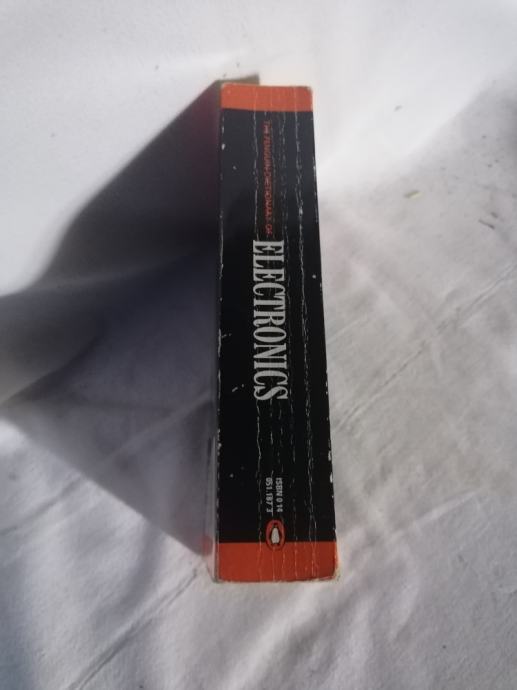 THE PENGUIN DICTIONARY OF
ELECTRONICS
ISBN 0 14
051.187 3